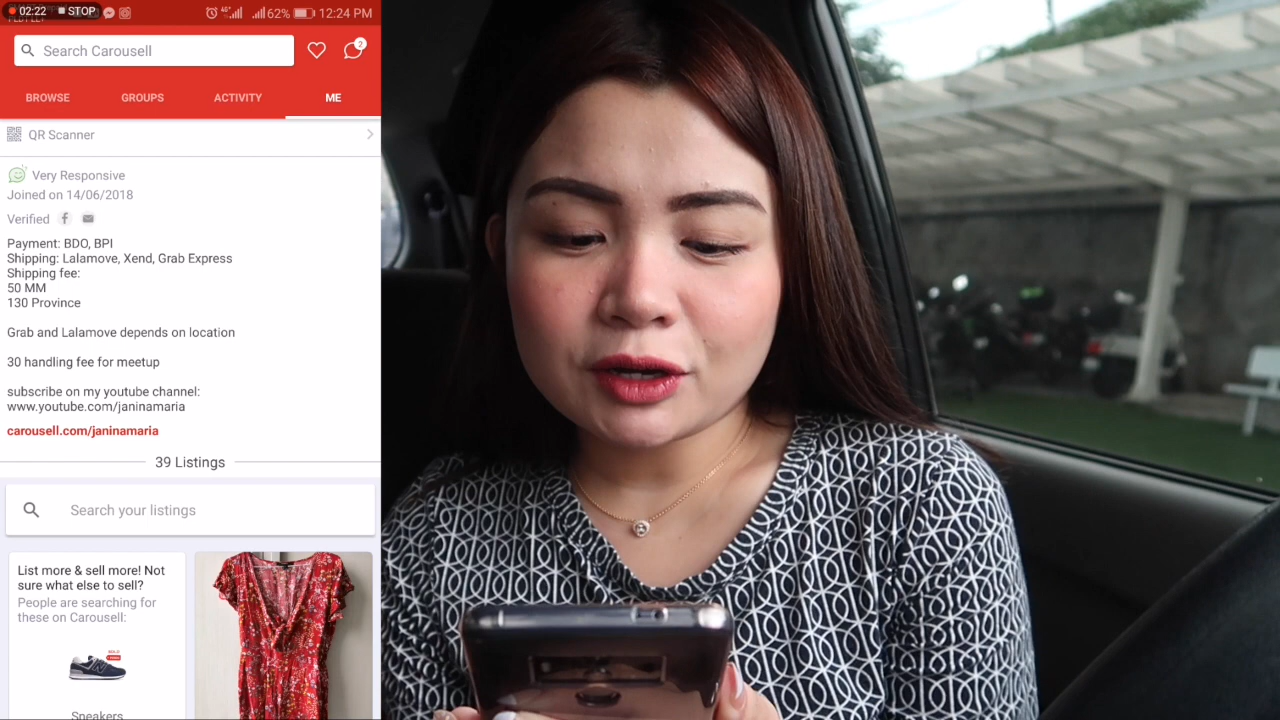 02:22 STOP
62% 12:24 PM
Search Carousell
2
BROWSE GROUPS ACTIVITY ME
QR Scanner
Very Responsive
Joined on 14/06/2018
Verified
Payment: BDO, BPI
Shipping: Lalamove, Xend, Grab Express
Shipping fee:
50 MM
130 Province
Grab and Lalamove depends on location
30 handling fee for meetup
subscribe on my youtube channel:
www.youtube.com/janinamaria
carousell.com/janinamaria
39 Listings
Search your listings
List more & sell more! Not
sure what else to sell?
People are searching for
these on Carousell:
Speakers